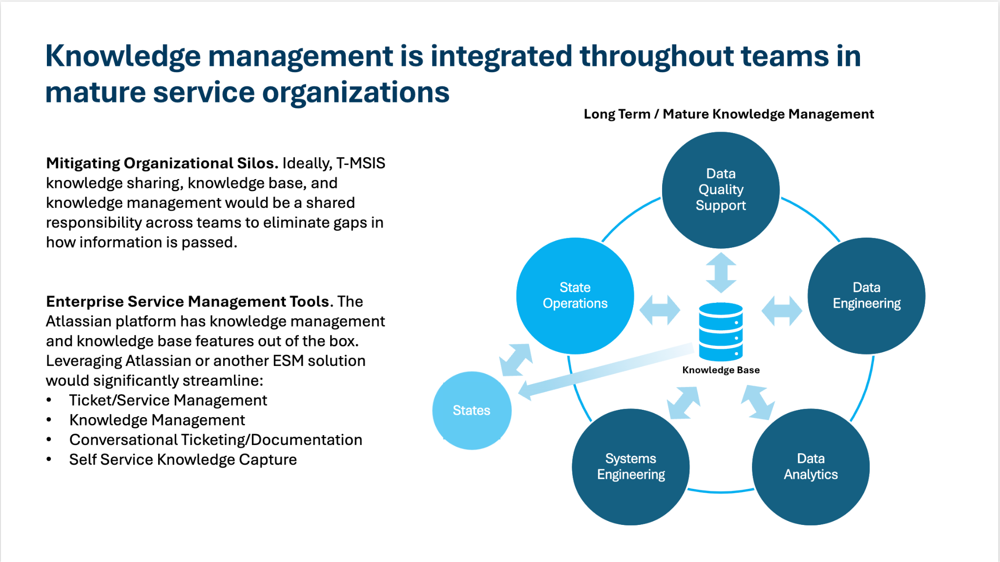 Knowledge management is integrated throughout teams in
mature service organizations
Mitigating Organizational Silos. Ideally, T-MSIS
knowledge sharing, knowledge base, and
knowledge management would be a shared
responsibility across teams to eliminate gaps in
how information is passed.
Enterprise Service Management Tools. The
Atlassian platform has knowledge management
and knowledge base features out of the box.
Leveraging Atlassian or another ESM solution
would significantly streamline:
• Ticket/Service Management
• Knowledge Management
• Conversational Ticketing/Documentation
• Self Service Knowledge Capture
Long Term / Mature Knowledge Management
Data
Quality
Support
State
Operations
Data
Engineering
Knowledge Base
States
Systems
Engineering
Data
Analytics